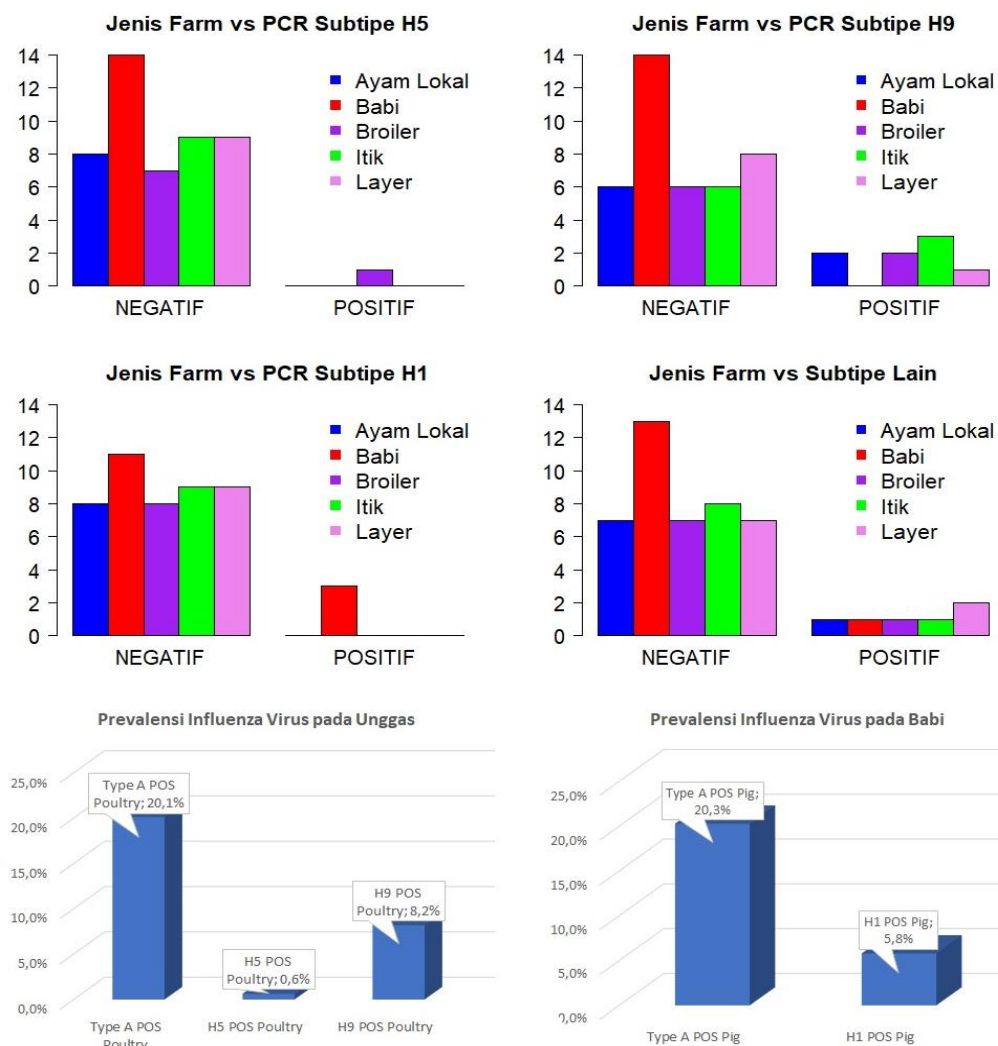 Jenis Farm vs PCR Subtipe H5
14
12
10
8
6
4
2
0
Ayam Lokal
Babi
Broiler
Itik
Layer
NEGATIF
POSITIF
Jenis Farm vs PCR Subtipe H9
14
12
10
8
6
4
2
0
Ayam Lokal
Babi
Broiler
Itik
Layer
NEGATIF
POSITIF
Jenis Farm vs PCR Subtipe H1
14
12
10
8
6
4
2
0
Ayam Lokal
Babi
Broiler
Itik
Layer
NEGATIF
POSITIF
Jenis Farm vs Subtipe Lain
14
12
10
8
6
4
2
0
Ayam Lokal
Babi
Broiler
Itik
Layer
NEGATIF
POSITIF
Prevalensi Influenza Virus pada Unggas
25,0%
20,0%
15,0%
10,0%
5,0%
0,0%
Type A POS
Poultry; 20,1%
H5 POS
Poultry; 0,6%
H9 POS
Poultry; 8,2%
Type A POS
Poultry
H5 POS Poultry
H9 POS Poultry
Prevalensi Influenza Virus pada Babi
25,0%
20,0%
15,0%
10,0%
5,0%
0,0%
Type A POS Pig;
20,3%
H1 POS Pig;
5,8%
Type A POS Pig
H1 POS Pig